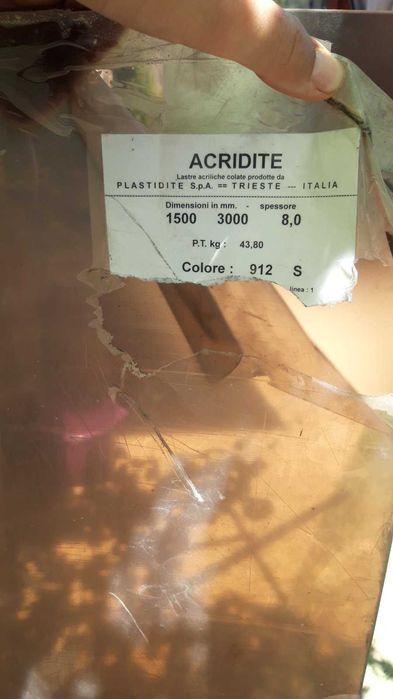 ACRIDITE
Lastre acriliche colate prodotte da
PLASTIDITE S.p.A. == TRIESTE --- ITALIA
Dimensioni in mm. - spessore
1500 3000 8,0
P.T. kg : 43,80
Colore : 912 S
linea : 1